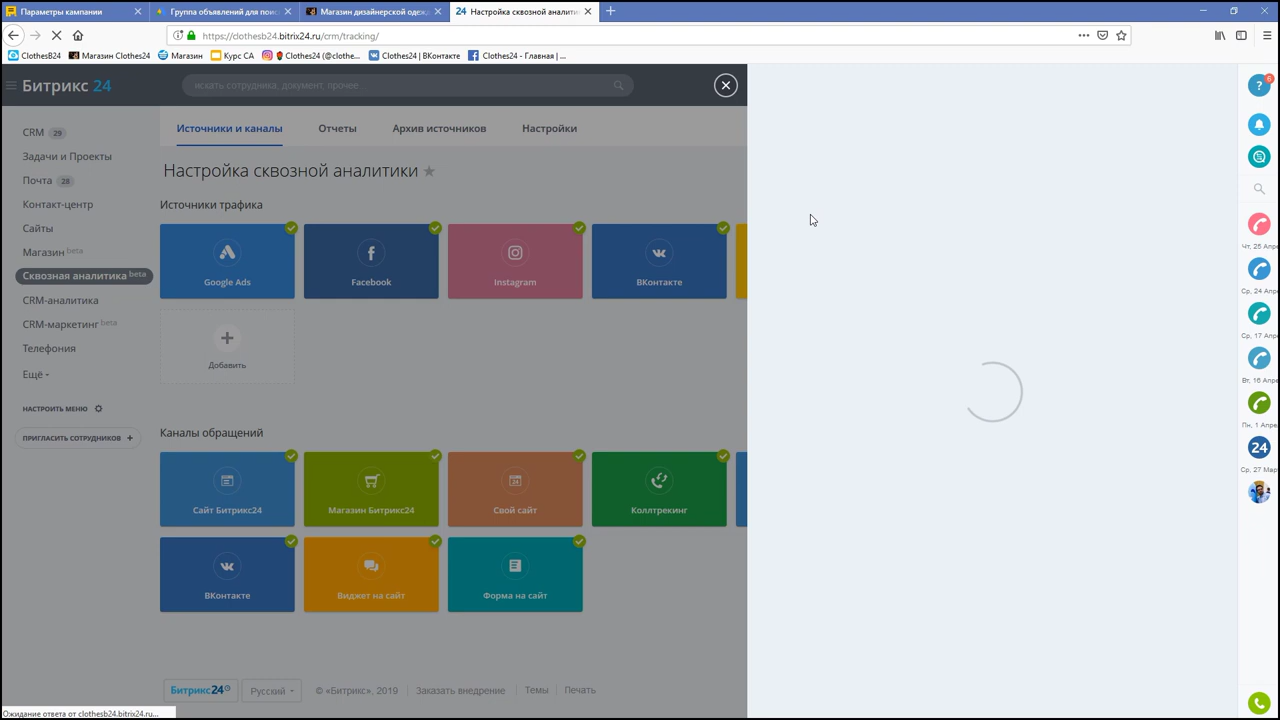 Параметры кампании
Группа объявлений для поис
Магазин дизайнерской одеж
24 Настройка сквозной аналити
https://clothesb24.bitrix24.ru/crm/tracking/
ClothesB24
Магазин Clothes24
Магазин
Курс СА
Clothes24 (@clothe...
Clothes24 | ВКонтакте
Clothes24 - Главная | ...
Битрикс 24
искать сотрудника, документ, прочее...
6
CRM 29
Задачи и Проекты
Почта 28
Контакт-центр
Сайты
Магазин beta
Сквозная аналитика beta
CRM-аналитика
CRM-маркетинг beta
Телефония
Ещё
НАСТРОИТЬ МЕНЮ
ПРИГЛАСИТЬ СОТРУДНИКОВ +
Источники и каналы
Отчеты
Архив источников
Настройки
Настройка сквозной аналитики
Источники трафика
Google Ads
Facebook
Instagram
ВКонтакте
Добавить
Каналы обращений
Сайт Битрикс24
Магазин Битрикс24
24
Свой сайт
Коллтрекинг
ВКонтакте
Виджет на сайт
Форма на сайт
Битрикс24
Русский
© «Битрикс», 2019
Заказать внедрение
Темы
Печать
Чт, 25 Апре
Ср, 24 Апре
Ср, 17 Апре
Вт, 16 Апре
Пн, 1 Апре
24
Ср, 27 Мар
Ожидание ответа от clothesb24.bitrix24.ru...